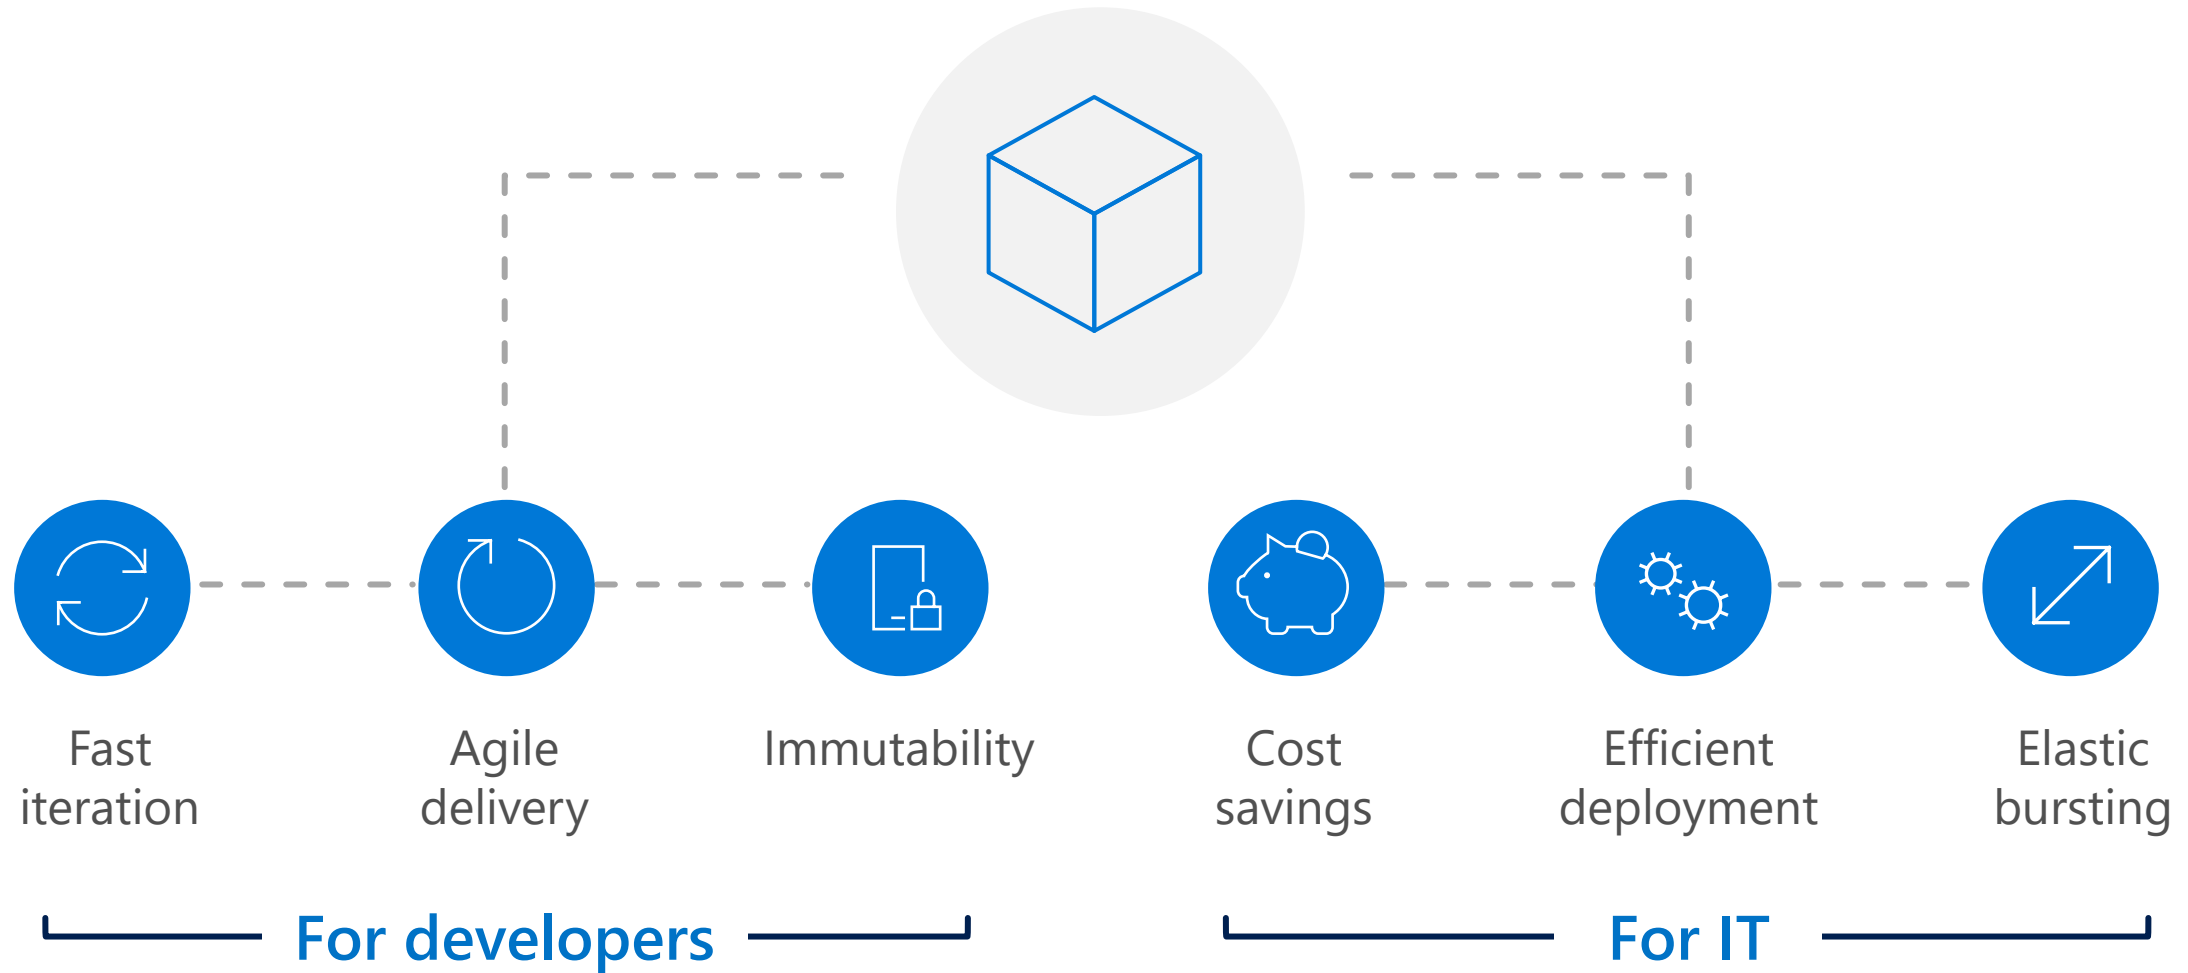 Fast
iteration
Agile
delivery
Immutability
Cost
savings
Efficient
deployment
Elastic
bursting
For developers
For IT